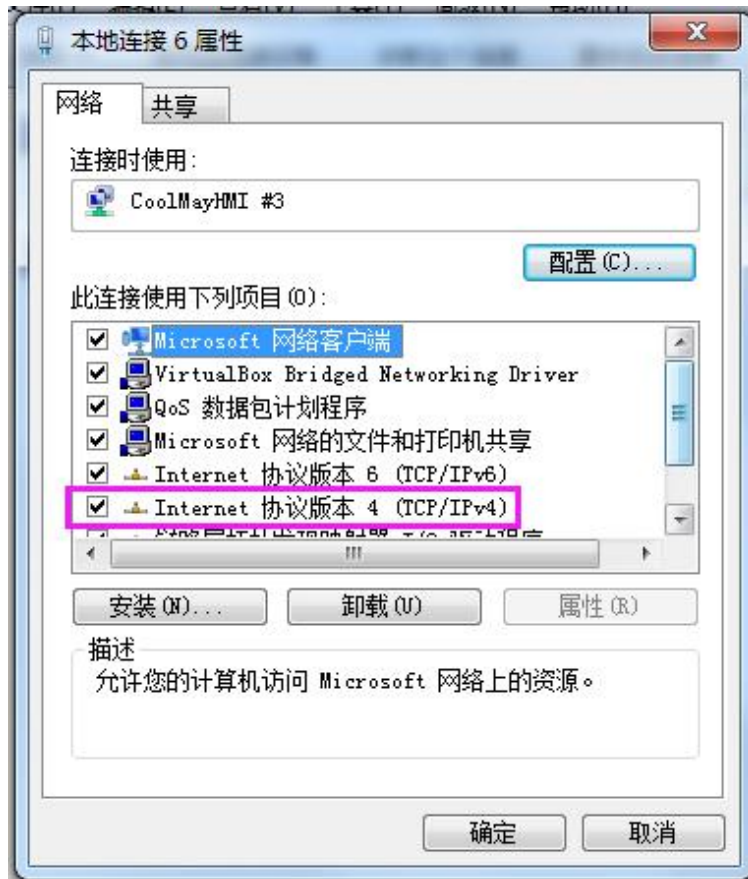 本地连接 6 属性
网络
共享
连接时使用:
CoolMayHMI #3
配置(C)...
此连接使用下列项目(O):
Microsoft 网络客户端
VirtualBox Bridged Networking Driver
QoS 数据包计划程序
Microsoft 网络的文件和打印机共享
Internet 协议版本 6 (TCP/IPv6)
Internet 协议版本 4 (TCP/IPv4)
安装(N)...
卸载(U)
属性(R)
描述
允许您的计算机访问 Microsoft 网络上的资源。
确定
取消